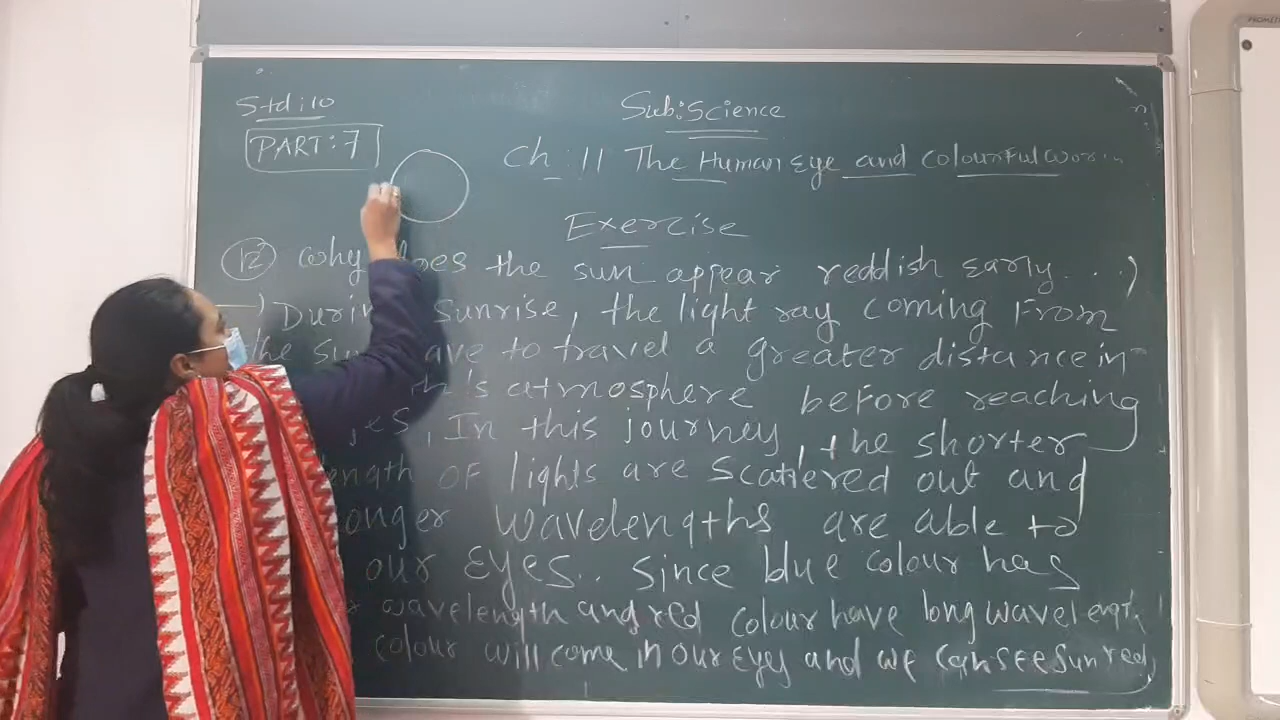 Std:10
Sub:Science
PART:7
Ch:11 The Human Eye and Colourful
Exercise
12 Why does the sun appear reddish early...)
During Sunrise, the light ray coming From
the have to travel a greater distance in
atmosphere before reaching
In this journey, the shorter
length OF lights are scattered out and
longer wavelengths are able to
our Eyes.. Since blue colour has
wavelength and red colour have long wavelength
colour will come in our Eyes and we can see Sun red,